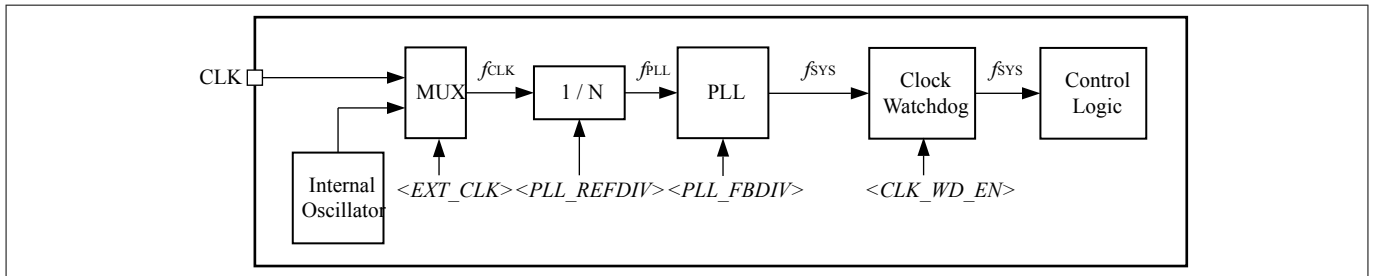 CLK
MUX
fCLK
1 / N
fPLL
PLL
fSYS
Clock
Watchdog
fSYS
Control
Logic
Internal
Oscillator
<EXT_CLK>
<PLL_REFDIV>
<PLL_FBDIV>
<CLK_WD_EN>